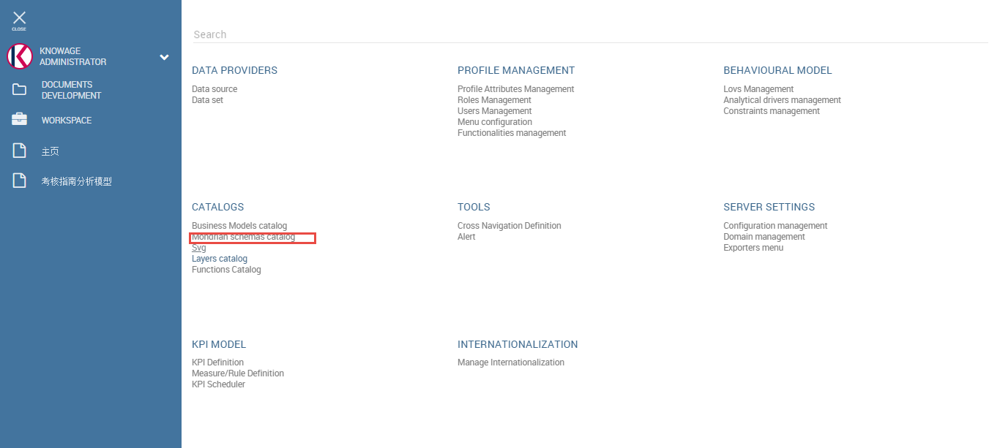 CLOSE
KNOWAGE
ADMINISTRATOR
DOCUMENTS
DEVELOPMENT
WORKSPACE
主页
考核指南分析模型
Search
DATA PROVIDERS
Data source
Data set
PROFILE MANAGEMENT
Profile Attributes Management
Roles Management
Users Management
Menu configuration
Functionalities management
BEHAVIOURAL MODEL
Lovs Management
Analytical drivers management
Constraints management
CATALOGS
Business Models catalog
Mondrian schemas catalog
Svg
Layers catalog
Functions Catalog
TOOLS
Cross Navigation Definition
Alert
SERVER SETTINGS
Configuration management
Domain management
Exporters menu
KPI MODEL
KPI Definition
Measure/Rule Definition
KPI Scheduler
INTERNATIONALIZATION
Manage Internationalization